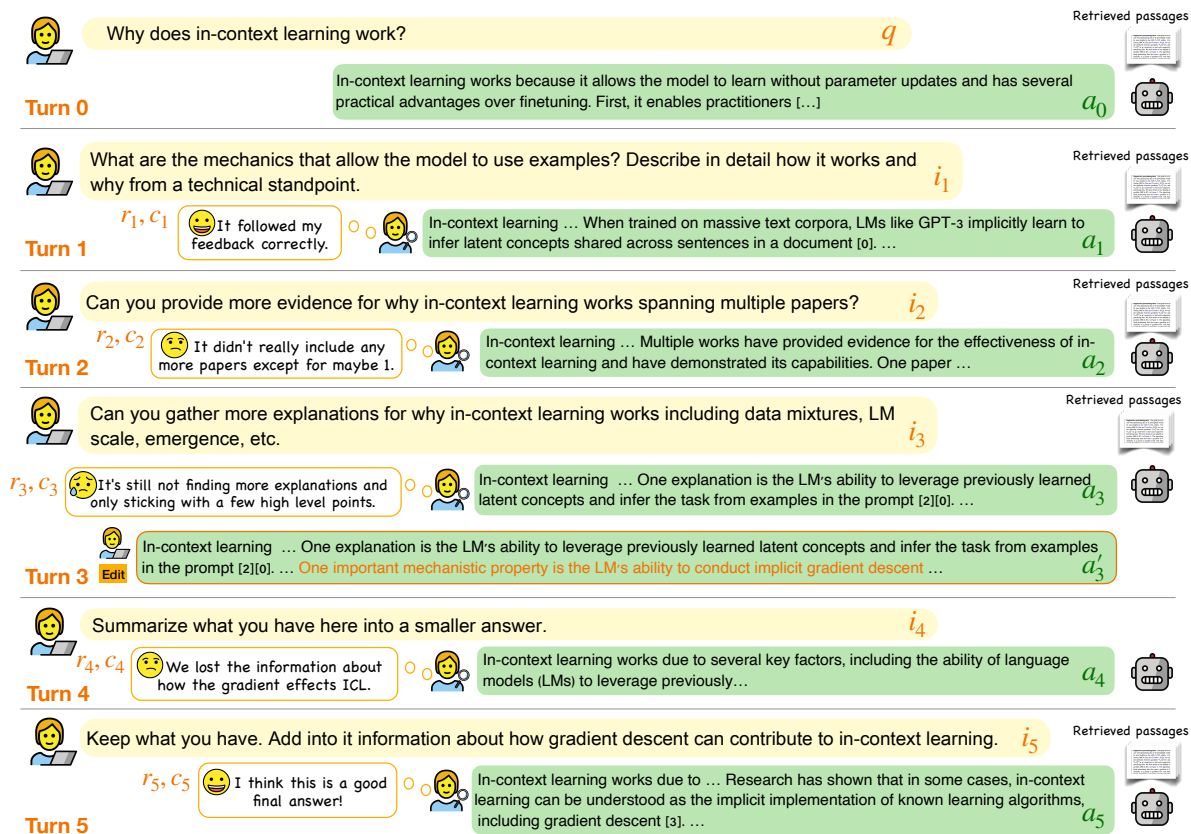 Retrieved passages
Why does in-context learning work?
q
In-context learning works because it allows the model to learn without parameter updates and has several
practical advantages over finetuning. First, it enables practitioners [...]
a0
Turn 0
Retrieved passages
What are the mechanics that allow the model to use examples? Describe in detail how it works and
why from a technical standpoint.
i1
r1, c1
It followed my
feedback correctly.
In-context learning … When trained on massive text corpora, LMs like GPT-3 implicitly learn to
infer latent concepts shared across sentences in a document [0]. …
a1
Turn 1
Retrieved passages
Can you provide more evidence for why in-context learning works spanning multiple papers?
i2
r2, c2
It didn't really include any
more papers except for maybe 1.
In-context learning … Multiple works have provided evidence for the effectiveness of in-
context learning and have demonstrated its capabilities. One paper …
a2
Turn 2
Retrieved passages
Can you gather more explanations for why in-context learning works including data mixtures, LM
scale, emergence, etc.
i3
r3, c3
It's still not finding more explanations and
only sticking with a few high level points.
In-context learning … One explanation is the LM's ability to leverage previously learned
latent concepts and infer the task from examples in the prompt [2][0]. …
a3
Turn 3
Edit
In-context learning … One explanation is the LM's ability to leverage previously learned latent concepts and infer the task from examples
in the prompt [2][0]. … One important mechanistic property is the LM's ability to conduct implicit gradient descent …
a'3
Summarize what you have here into a smaller answer.
i4
r4, c4
We lost the information about
how the gradient effects ICL.
In-context learning works due to several key factors, including the ability of language
models (LMs) to leverage previously…
a4
Turn 4
Retrieved passages
Keep what you have. Add into it information about how gradient descent can contribute to in-context learning.
i5
r5, c5
I think this is a good
final answer!
In-context learning works due to … Research has shown that in some cases, in-context
learning can be understood as the implicit implementation of known learning algorithms,
including gradient descent [3]. …
a5
Turn 5